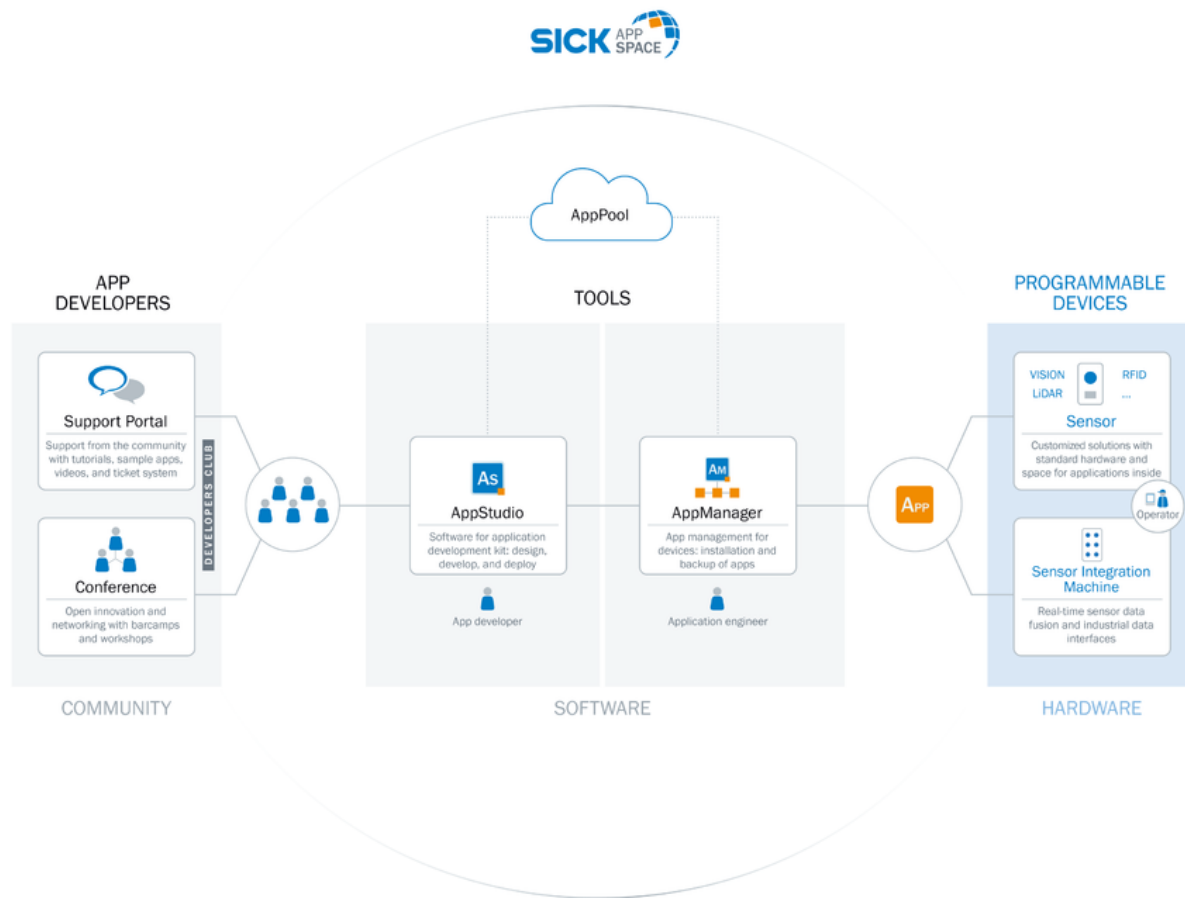 SICK APP SPACE
AppPool
APP
DEVELOPERS
TOOLS
PROGRAMMABLE
DEVICES
Support Portal
Support from the community
with tutorials, sample apps,
videos, and ticket system
Conference
Open innovation and
networking with barcamps
and workshops
DEVELOPERS CLUB
As
AppStudio
Software for application
development kit: design,
develop, and deploy
App developer
AM
AppManager
App management for
devices: installation and
backup of apps
Application engineer
APP
VISION
RFID
LiDAR
...
Sensor
Customized solutions with
standard hardware and
space for applications inside
Operator
Sensor Integration
Machine
Real-time sensor data
fusion and industrial data
interfaces
COMMUNITY
SOFTWARE
HARDWARE